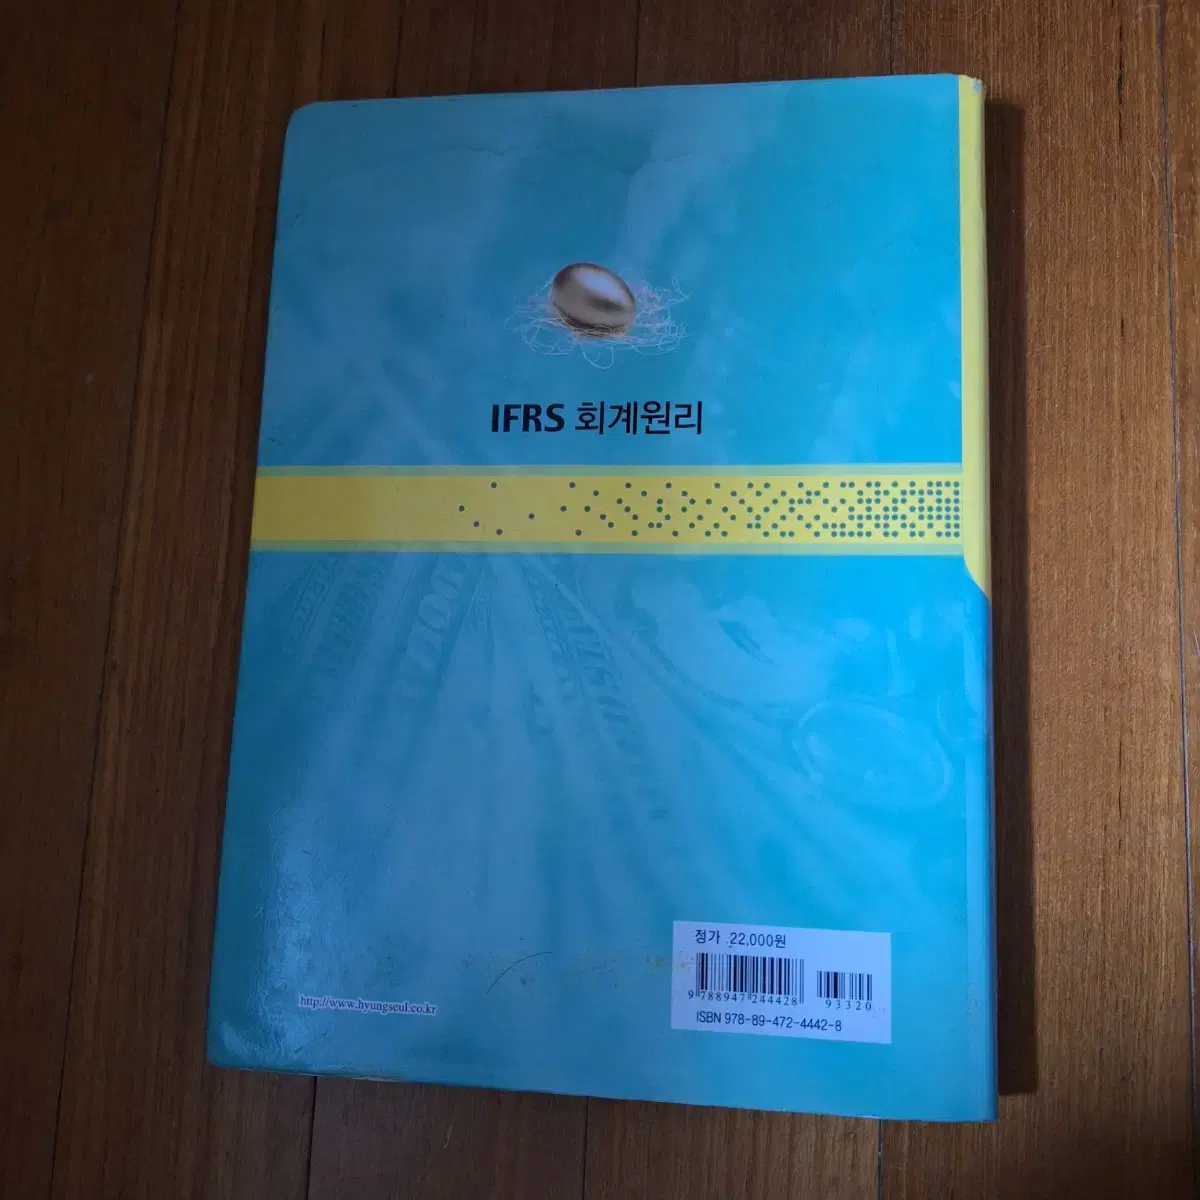 IFRS 회계원리
http://www.hyungseul.co.kr
정가 22,000원
9 788947 244428
93320
ISBN 978-89-472-4442-8